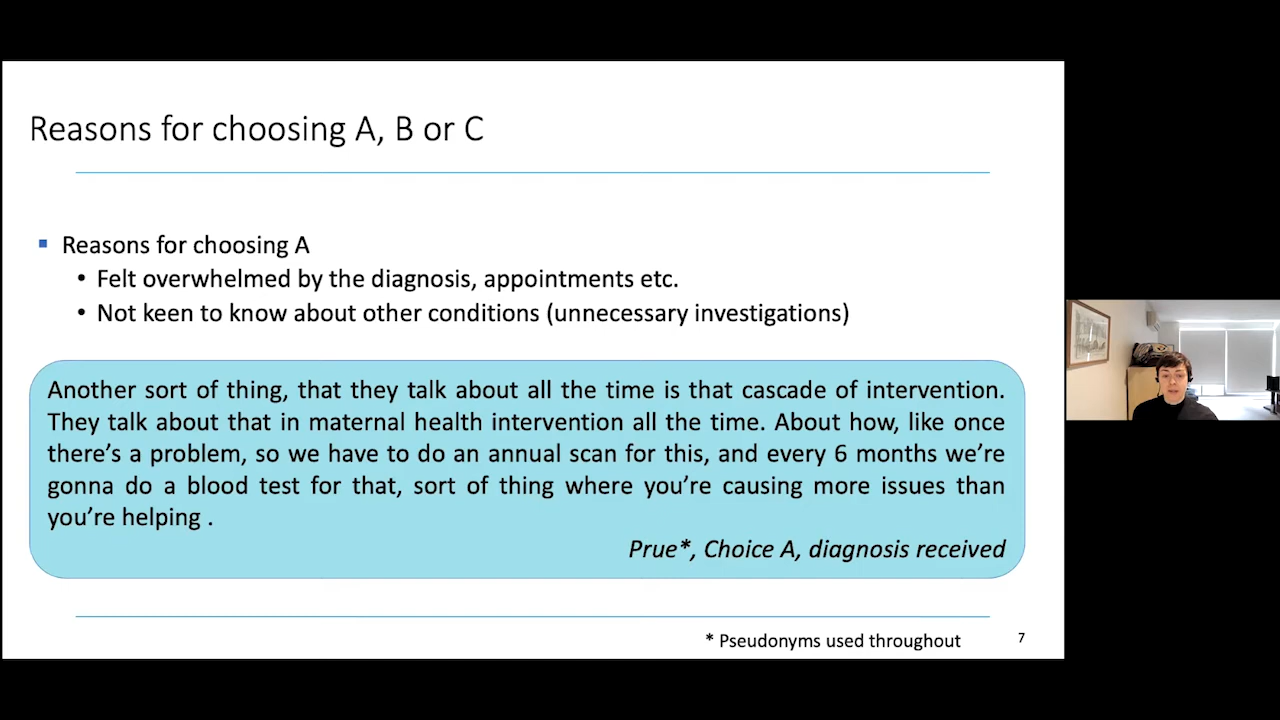 Reasons for choosing A, B or C
Reasons for choosing A
• Felt overwhelmed by the diagnosis, appointments etc.
• Not keen to know about other conditions (unnecessary investigations)
Another sort of thing, that they talk about all the time is that cascade of intervention.
They talk about that in maternal health intervention all the time. About how, like once
there's a problem, so we have to do an annual scan for this, and every 6 months we're
gonna do a blood test for that, sort of thing where you're causing more issues than
you're helping .
Prue*, Choice A, diagnosis received
* Pseudonyms used throughout
7